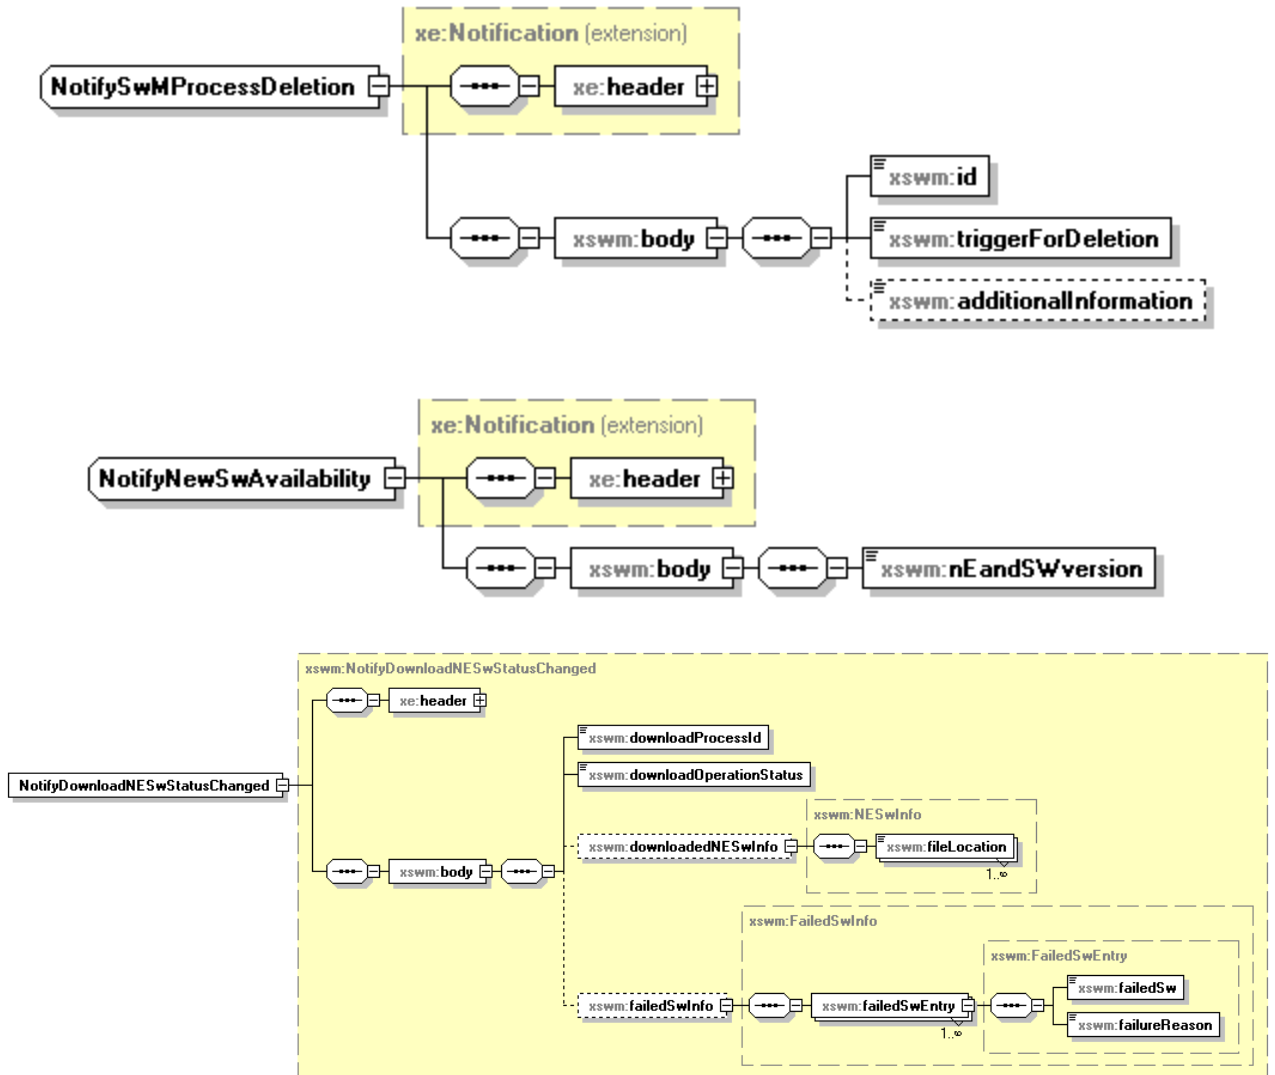 xe:Notification (extension)
NotifySwMProcessDeletion
xe:header
xswm:id
xswm:body
xswm:triggerForDeletion
xswm:additionalInformation
xe:Notification (extension)
NotifyNewSwAvailability
xe:header
xswm:body
xswm:nEandSWversion
xswm:NotifyDownloadNESwStatusChanged
xe:header
xswm:downloadProcessId
xswm:downloadOperationStatus
NotifyDownloadNESwStatusChanged
xswm:NESwInfo
xswm:downloadedNESwInfo
xswm:fileLocation
1..∞
xswm:body
xswm:FailedSwInfo
xswm:FailedSwEntry
xswm:failedSw
xswm:failedSwInfo
xswm:failedSwEntry
1..∞
xswm:failureReason